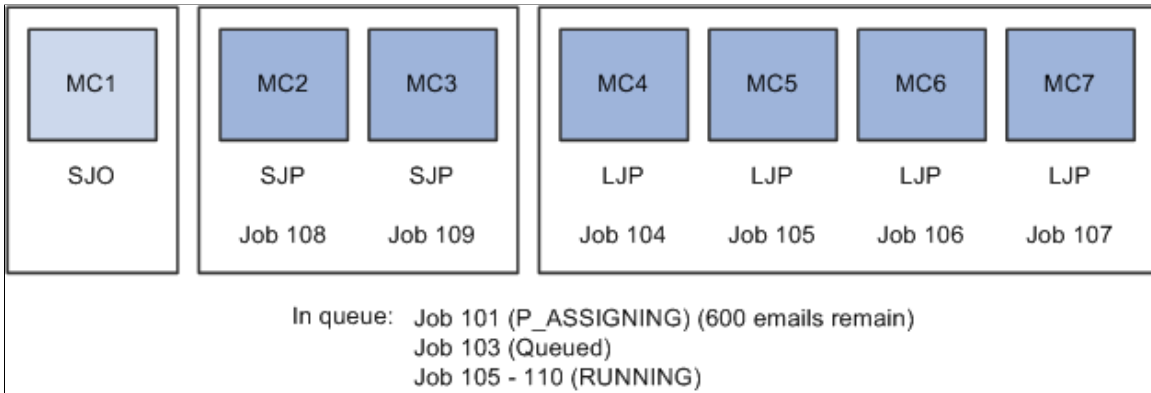 MC1 MC2 MC3 MC4 MC5 MC6 MC7
SJO SJP SJP LJP LJP LJP LJP
Job 108 Job 109 Job 104 Job 105 Job 106 Job 107
In queue: Job 101 (P_ASSIGNING) (600 emails remain)
Job 103 (Queued)
Job 105 - 110 (RUNNING)